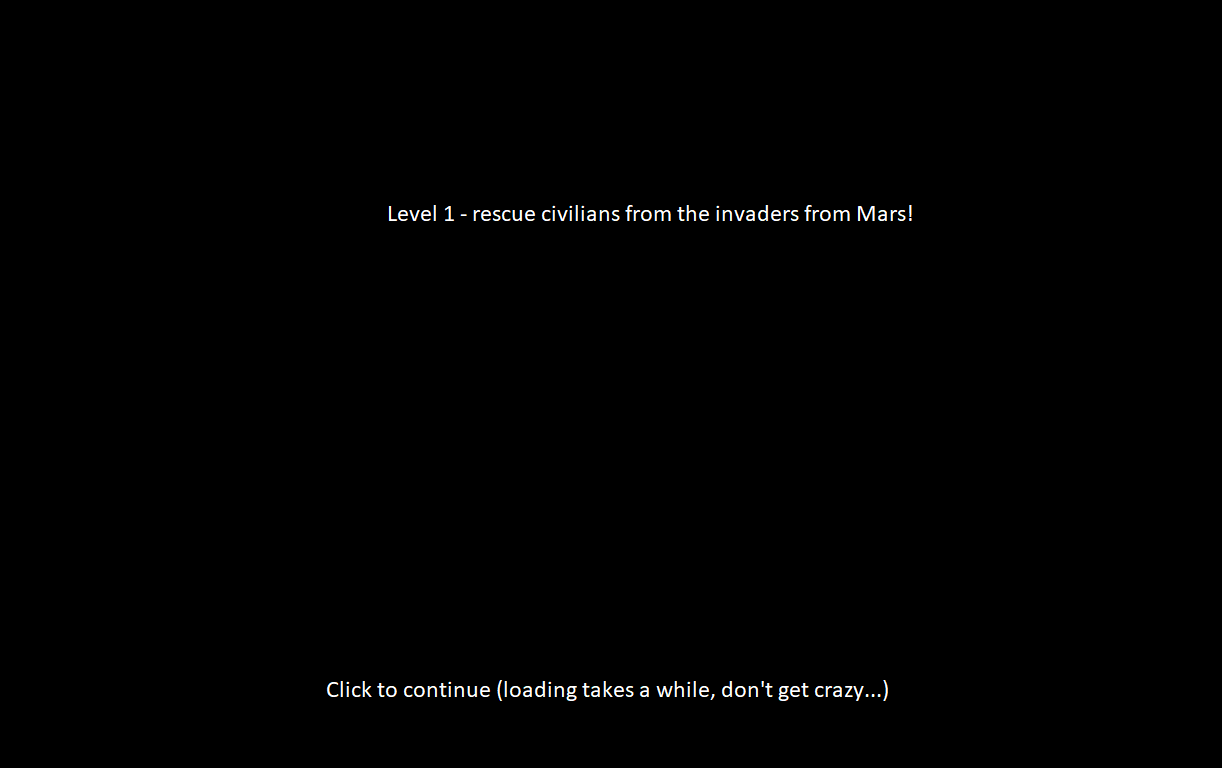 Level 1 - rescue civilians from the invaders from Mars!
Click to continue (loading takes a while, don't get crazy...)